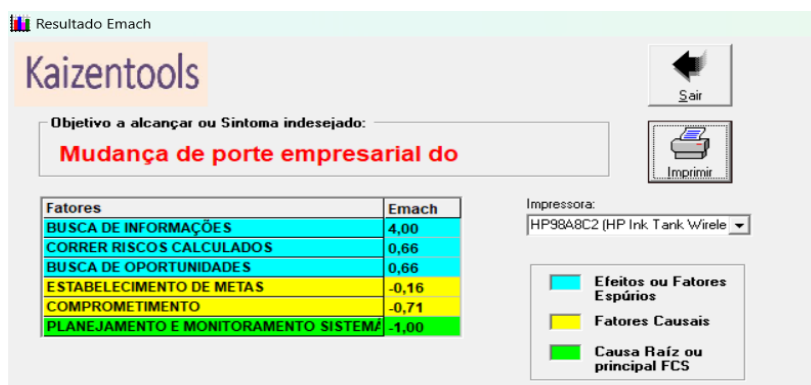 Resultado Emach
Kaizentools
Sair
Objetivo a alcançar ou Sintoma indesejado:
Mudança de porte empresarial do
Imprimir
Fatores Emach
BUSCA DE INFORMAÇÕES 4,00
CORRER RISCOS CALCULADOS 0,66
BUSCA DE OPORTUNIDADES 0,66
ESTABELECIMENTO DE METAS -0,16
COMPROMETIMENTO -0,71
PLANEJAMENTO E MONITORAMENTO SISTEMÁ -1,00
Impressora:
HP98A8C2 (HP Ink Tank Wirele
Efeitos ou Fatores
Espúrios
Fatores Causais
Causa Raíz ou
principal FCS